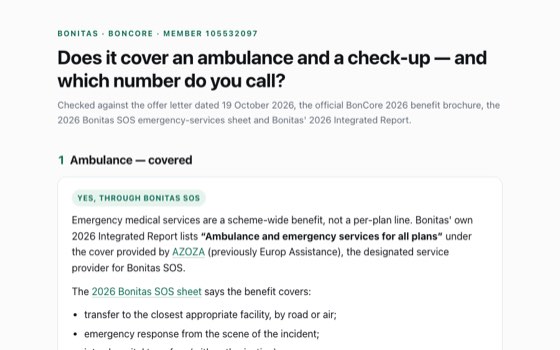 BONITAS · BONCORE · MEMBER 105532097
Does it cover an ambulance and a check-up — and
which number do you call?
Checked against the offer letter dated 19 October 2026, the official BonCore 2026 benefit brochure, the
2026 Bonitas SOS emergency-services sheet and Bonitas' 2026 Integrated Report.
1 Ambulance — covered
YES, THROUGH BONITAS SOS
Emergency medical services are a scheme-wide benefit, not a per-plan line. Bonitas' own
2026 Integrated Report lists “Ambulance and emergency services for all plans” under
the cover provided by AZOZA (previously Europ Assistance), the designated service
provider for Bonitas SOS.
The 2026 Bonitas SOS sheet says the benefit covers:
• transfer to the closest appropriate facility, by road or air;
• emergency response from the scene of the incident;